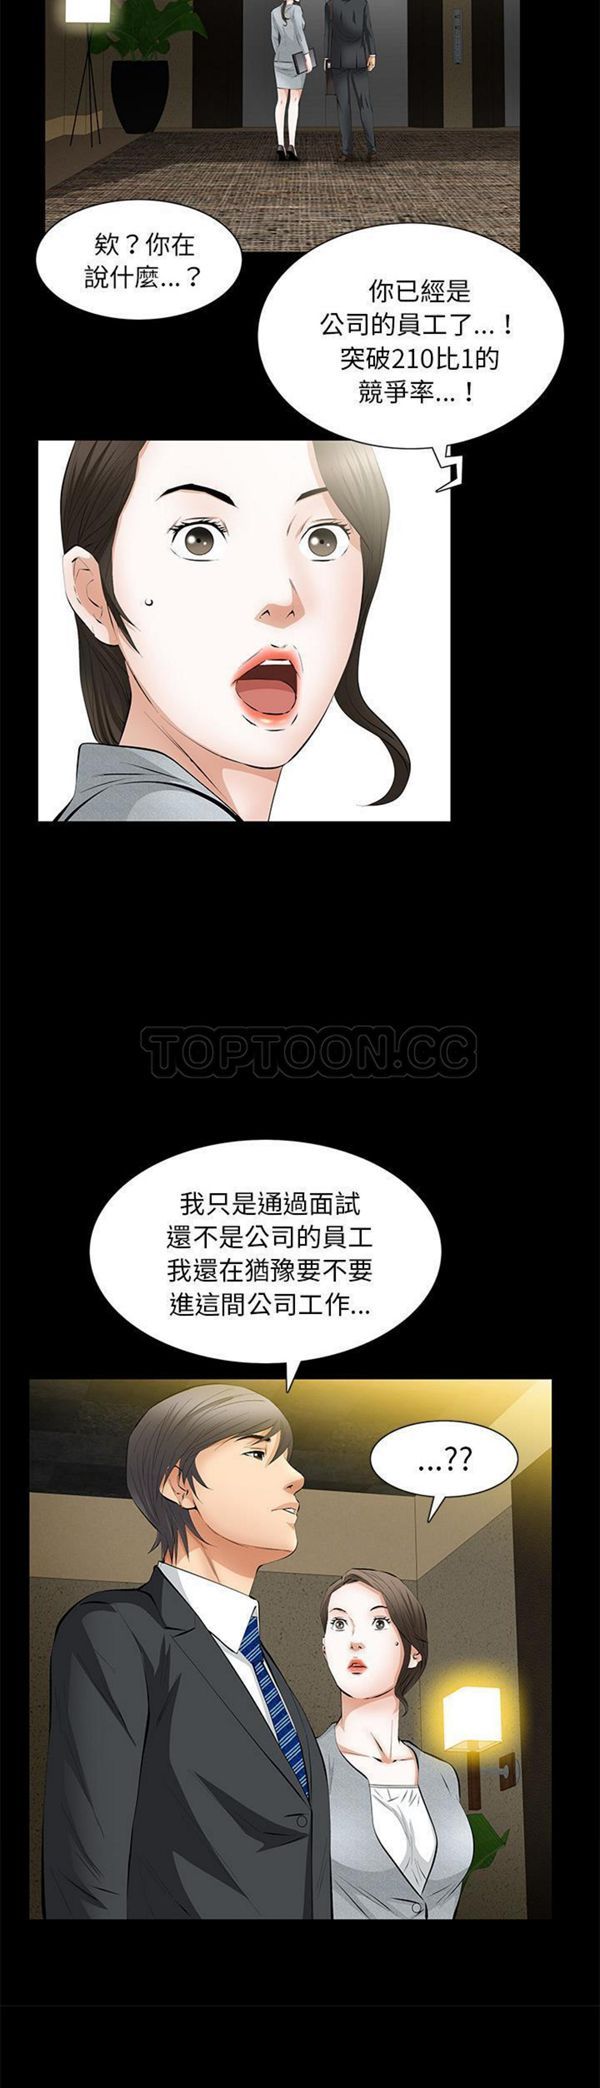 欸？你在
說什麼...？
你已經是
公司的員工了...！
突破210比1的
競爭率...！
TOPTOON.CC
我只是通過面試
還不是公司的員工
我還在猶豫要不要
進這間公司工作...
...??